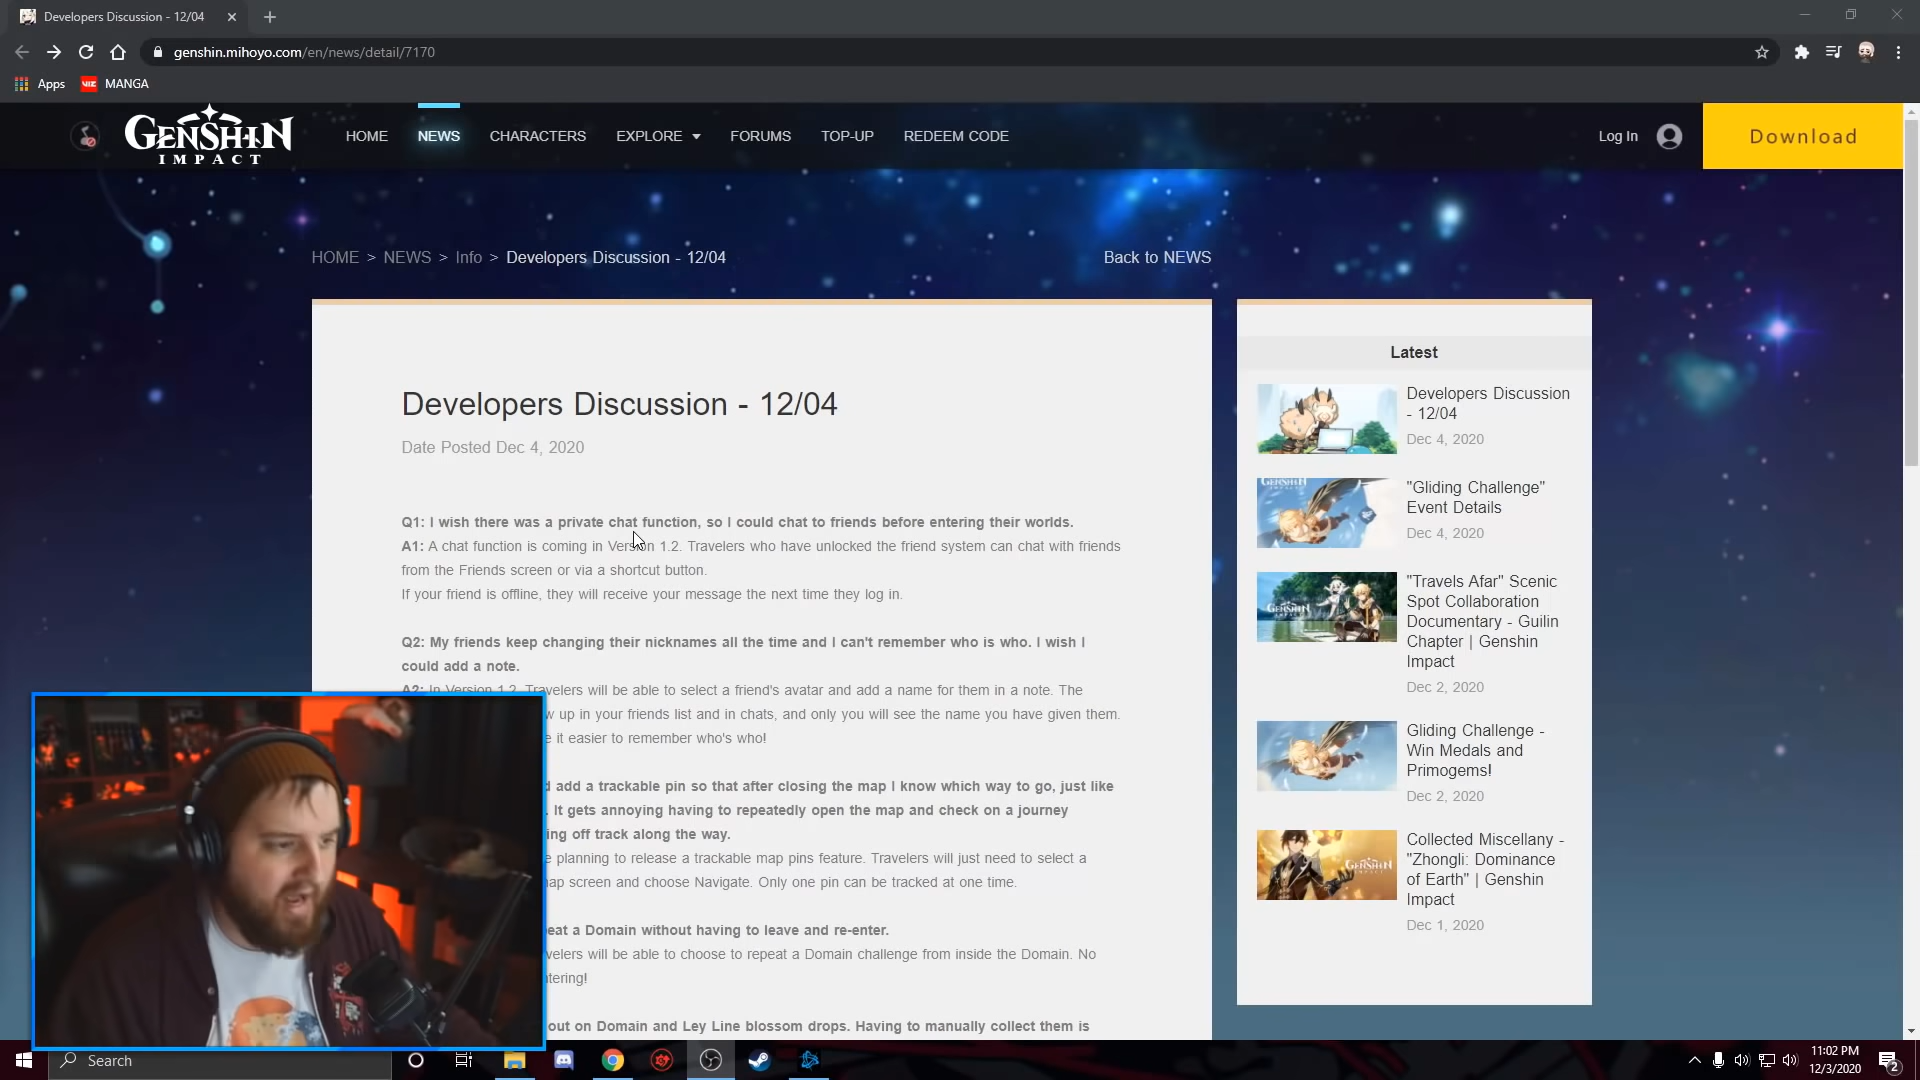 Developers Discussion - 12/04
genshin.mihoyo.com/en/news/detail/7170
Apps
VIZ
MANGA
GENSHIN
IMPACT
HOME
NEWS
CHARACTERS
EXPLORE
FORUMS
TOP-UP
REDEEM CODE
Log In
Download
HOME > NEWS > Info > Developers Discussion - 12/04
Back to NEWS
Developers Discussion - 12/04
Date Posted Dec 4, 2020
Q1: I wish there was a private chat function, so I could chat to friends before entering their worlds.
A1: A chat function is coming in Version 1.2. Travelers who have unlocked the friend system can chat with friends
from the Friends screen or via a shortcut button.
If your friend is offline, they will receive your message the next time they log in.
Q2: My friends keep changing their nicknames all the time and I can't remember who is who. I wish I
could add a note.
A2: In Version 1.2, Travelers will be able to select a friend's avatar and add a name for them in a note. The
up in your friends list and in chats, and only you will see the name you have given them.
it easier to remember who's who!
add a trackable pin so that after closing the map I know which way to go, just like
. It gets annoying having to repeatedly open the map and check on a journey
ing off track along the way.
planning to release a trackable map pins feature. Travelers will just need to select a
ap screen and choose Navigate. Only one pin can be tracked at one time.
eat a Domain without having to leave and re-enter.
velers will be able to choose to repeat a Domain challenge from inside the Domain. No
tering!
out on Domain and Ley Line blossom drops. Having to manually collect them is
Latest
Developers Discussion
- 12/04
Dec 4, 2020
GENSHIN
IMPACT
"Gliding Challenge"
Event Details
Dec 4, 2020
GENSHIN
"Travels Afar" Scenic
Spot Collaboration
Documentary - Guilin
Chapter | Genshin
Impact
Dec 2, 2020
Gliding Challenge -
Win Medals and
Primogems!
Dec 2, 2020
GENSHIN
Collected Miscellany -
"Zhongli: Dominance
of Earth" | Genshin
Impact
Dec 1, 2020
Search
11:02 PM
12/3/2020
2